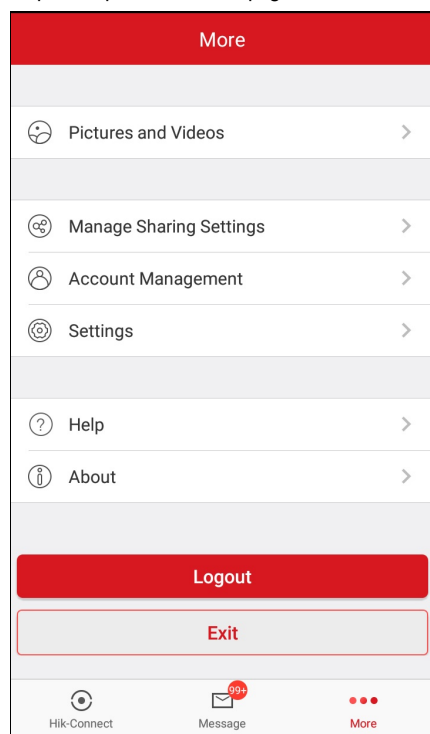 More
Pictures and Videos
Manage Sharing Settings
Account Management
Settings
Help
About
Logout
Exit
99+
Hik-Connect
Message
More